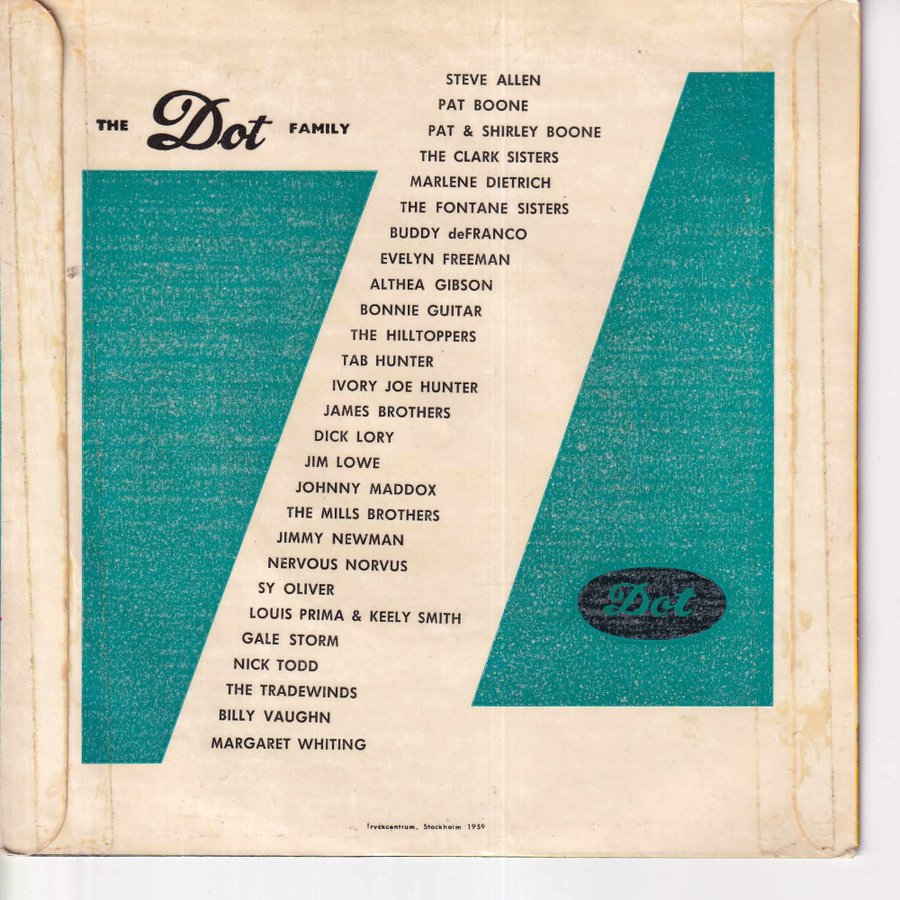 THE Dot FAMILY
STEVE ALLEN
PAT BOONE
PAT & SHIRLEY BOONE
THE CLARK SISTERS
MARLENE DIETRICH
THE FONTANE SISTERS
BUDDY deFRANCO
EVELYN FREEMAN
ALTHEA GIBSON
BONNIE GUITAR
THE HILLTOPPERS
TAB HUNTER
IVORY JOE HUNTER
JAMES BROTHERS
DICK LORY
JIM LOWE
JOHNNY MADDOX
THE MILLS BROTHERS
JIMMY NEWMAN
NERVOUS NORVUS
SY OLIVER
LOUIS PRIMA & KEELY SMITH
GALE STORM
NICK TODD
THE TRADEWINDS
BILLY VAUGHN
MARGARET WHITING
Dot
Tryckcentrum, Stockholm 1959